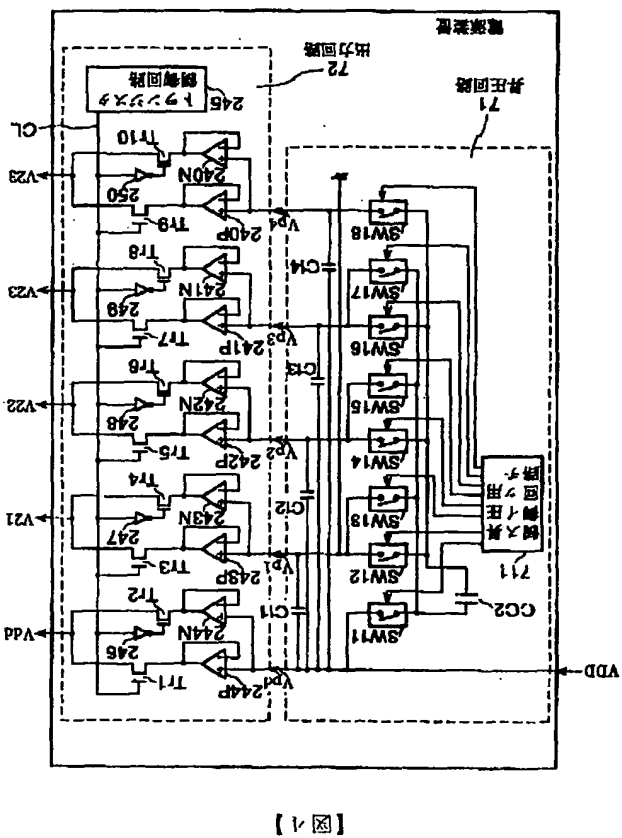 【図4】
VDD
CC2
711
昇圧用スイッチ制御回路
SW11
SW12
SW13
SW14
SW15
SW16
SW17
SW18
C11
C12
C13
C14
Vp1
Vp2
Vp3
Vp4
244P
244N
243P
243N
242P
242N
241P
241N
240P
240N
Tr1
Tr2
Tr3
Tr4
Tr5
Tr6
Tr7
Tr8
Tr9
Tr10
246
247
248
249
250
Vdd
V21
V22
V23
V23
CL
245
トランジスタ
制御回路
71
昇圧回路
72
出力回路
電源装置